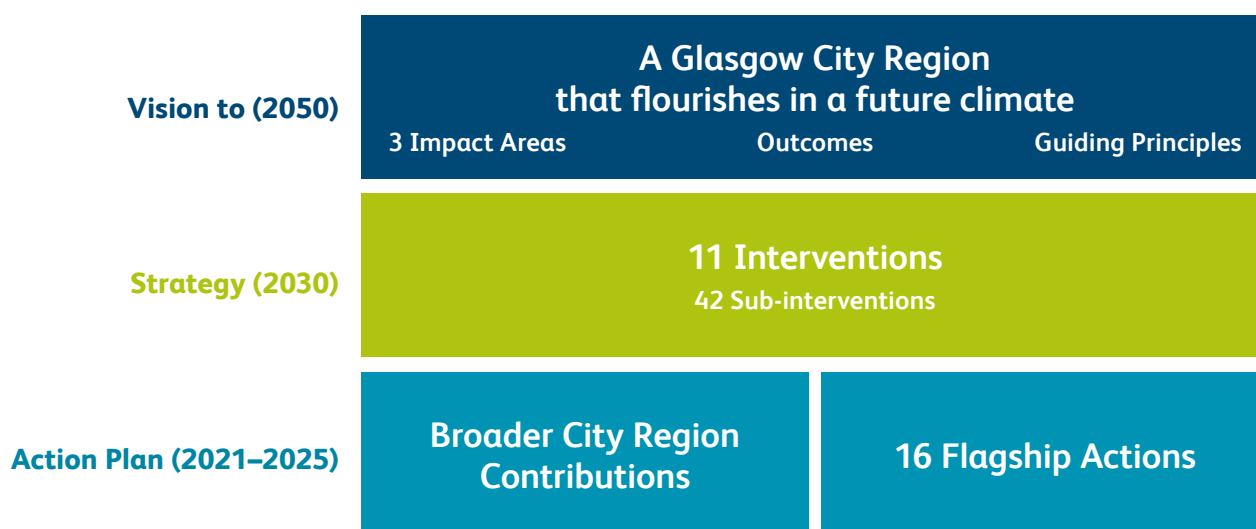 Vision to (2050)
A Glasgow City Region
that flourishes in a future climate
3 Impact Areas
Outcomes
Guiding Principles
Strategy (2030)
11 Interventions
42 Sub-interventions
Action Plan (2021–2025)
Broader City Region
Contributions
16 Flagship Actions